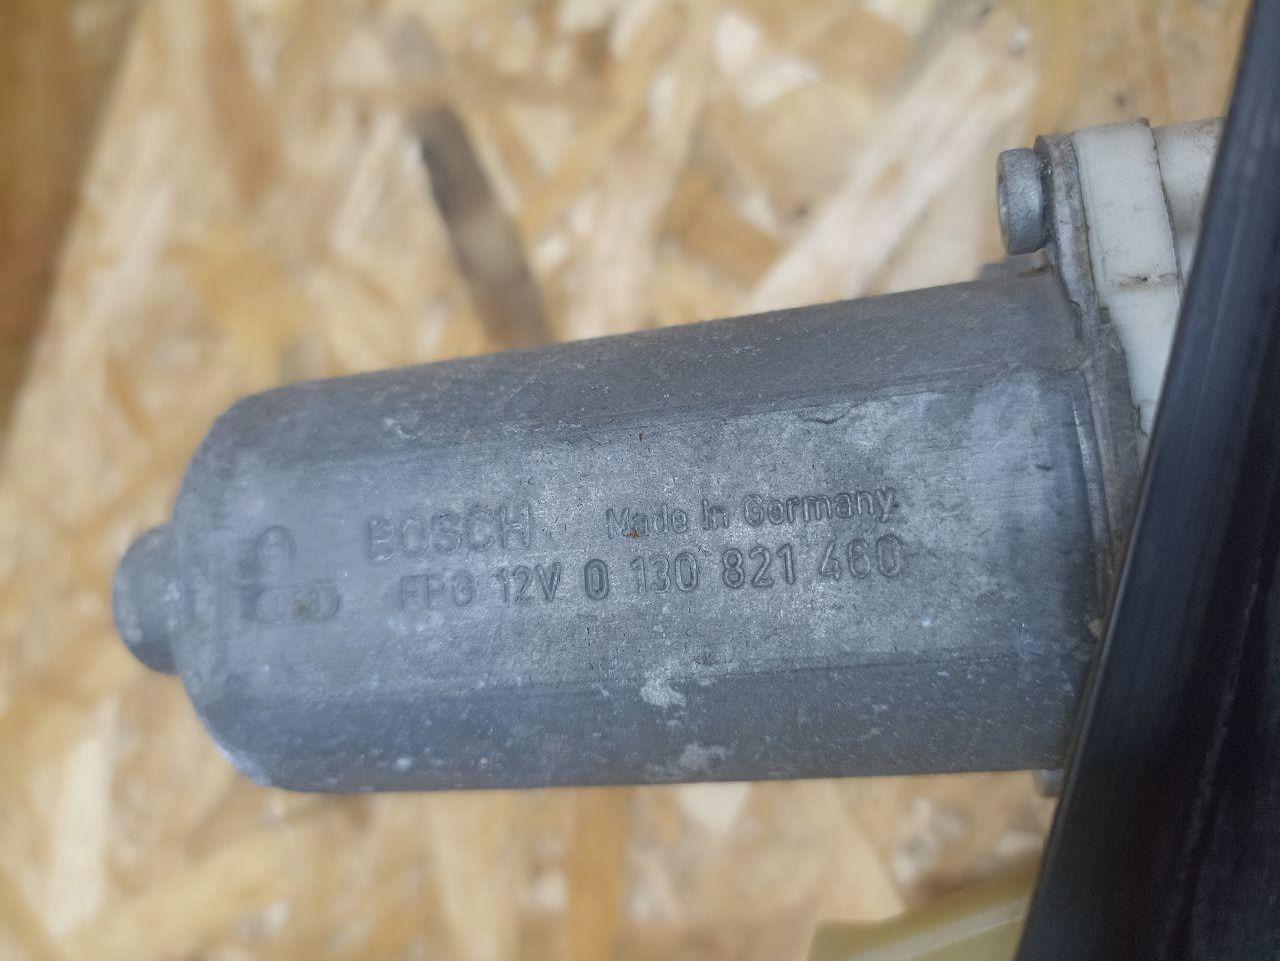 BOSCH Made in Germany
FPG 12V 0 130 821 460